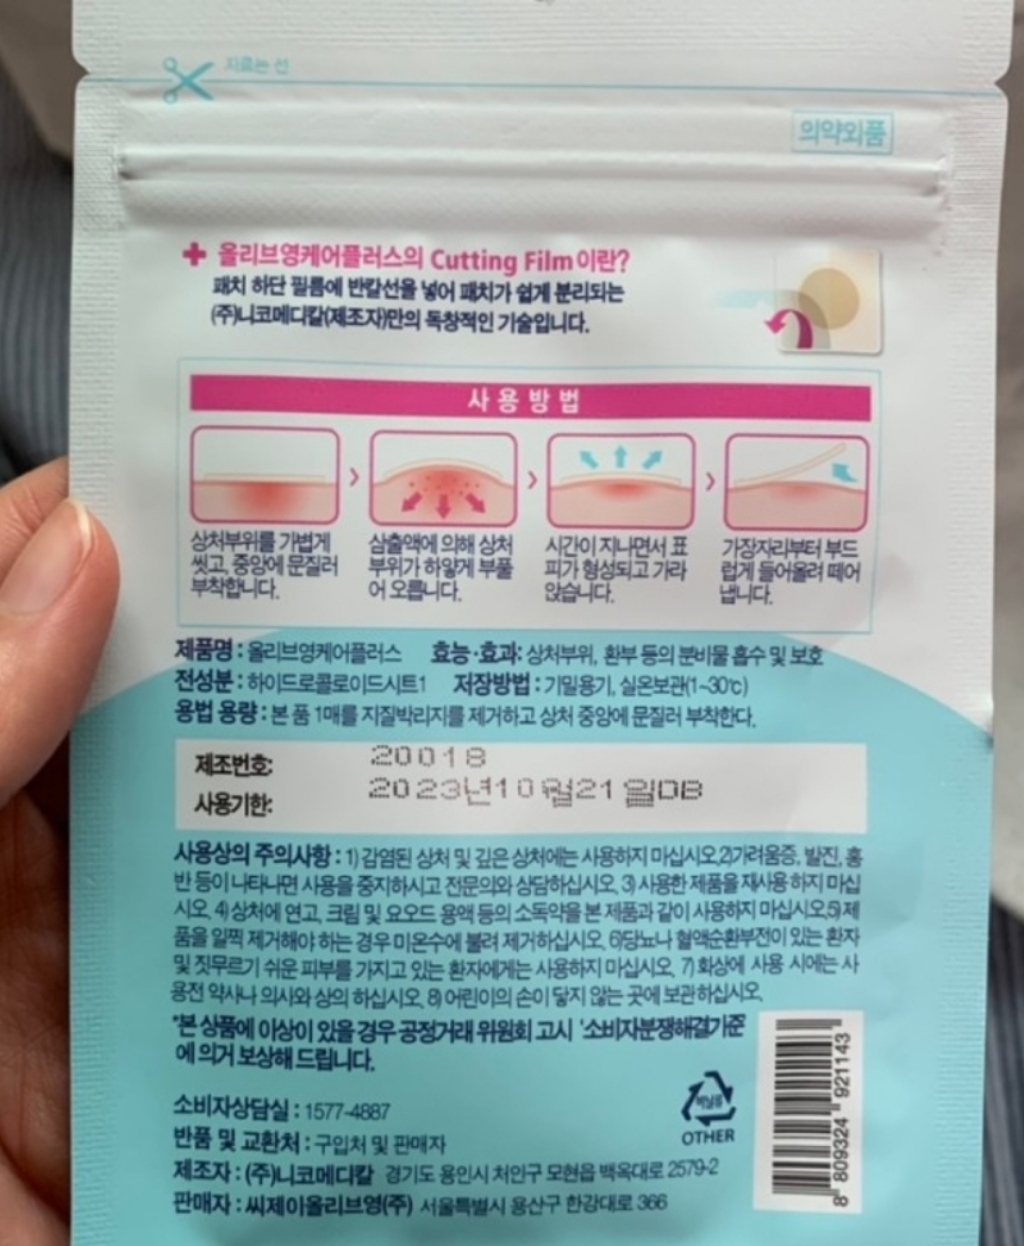 자르는 선
의약외품
올리브영케어플러스의 Cutting Film이란?
패치 하단 필름에 반칼선을 넣어 패치가 쉽게 분리되는
(주)니코메디칼(제조자)만의 독창적인 기술입니다.
사용방법
상처부위를 가볍게
씻고, 중앙에 문질러
부착합니다.
삼출액에 의해 상처
부위가 하얗게 부풀
어 오릅니다.
시간이 지나면서 표
피가 형성되고 가라
앉습니다.
가장자리부터 부드
럽게 들어올려 떼어
냅니다.
제품명 : 올리브영케어플러스 효능·효과: 상처부위, 환부 등의 분비물 흡수 및 보호
전성분 : 하이드로콜로이드시트1 저장방법 : 기밀용기, 실온보관(1~30℃)
용법 용량 : 본 품 1매를 지질박리지를 제거하고 상처 중앙에 문질러 부착한다.
제조번호: 20018
사용기한: 2023년10월21일DB
사용상의 주의사항 : 1) 감염된 상처 및 깊은 상처에는 사용하지 마십시오.2)가려움증, 발진, 홍
반 등이 나타나면 사용을 중지하시고 전문의와 상담하십시오. 3) 사용한 제품을 재사용 하지 마십
시오. 4) 상처에 연고, 크림 및 요오드 용액 등의 소독약을 본 제품과 같이 사용하지 마십시오.5)제
품을 일찍 제거해야 하는 경우 미온수에 불려 제거하십시오. 6)당뇨나 혈액순환부전이 있는 환자
및 짓무르기 쉬운 피부를 가지고 있는 환자에게는 사용하지 마십시오. 7) 화상에 사용 시에는 사
용전 약사나 의사와 상의 하십시오. 8) 어린이의 손이 닿지 않는 곳에 보관하십시오.
*본 상품에 이상이 있을 경우 공정거래 위원회 고시 '소비자분쟁해결기준
에 의거 보상해 드립니다.
소비자상담실 : 1577-4887
반품 및 교환처 : 구입처 및 판매자
제조자 : (주)니코메디칼 경기도 용인시 처인구 모현읍 백옥대로 2579-2
판매자 : 씨제이올리브영(주) 서울특별시 용산구 한강대로 366
비닐류
OTHER
8 809324 921143